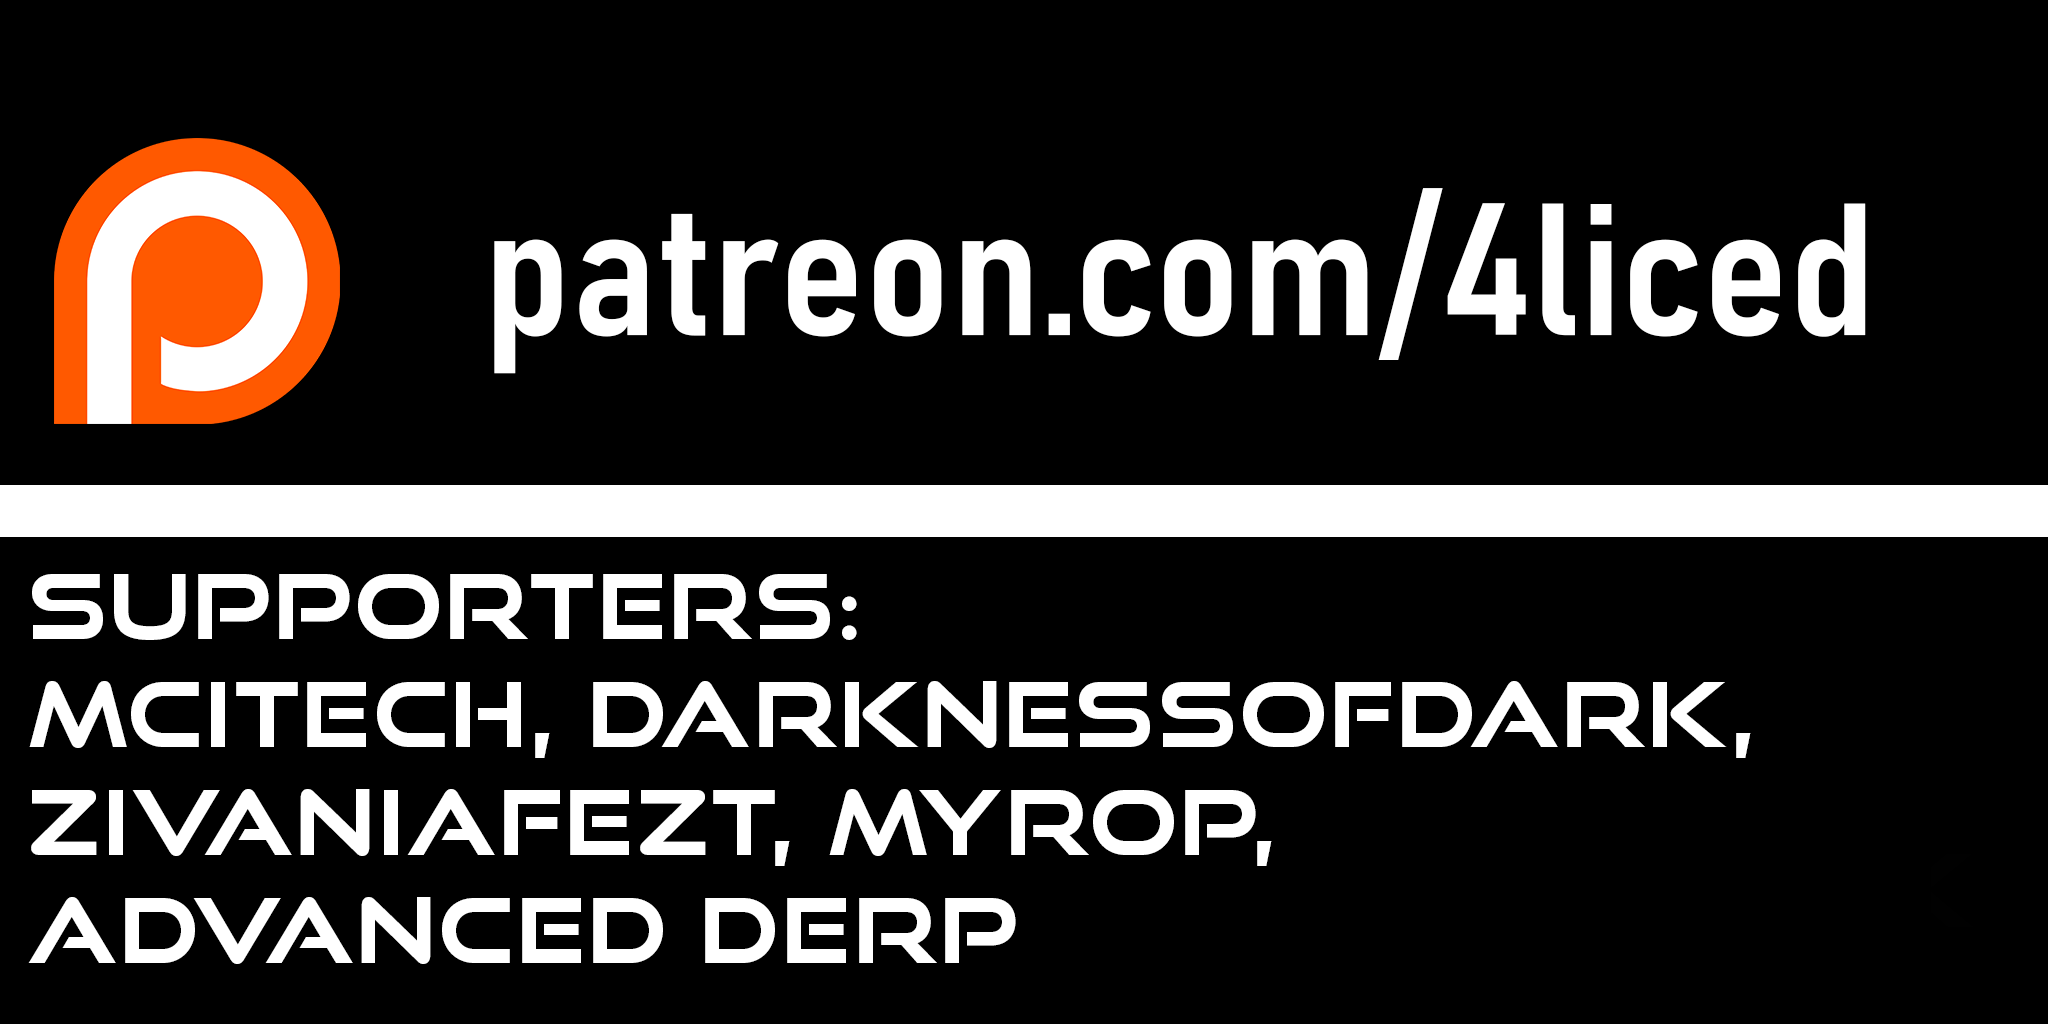 patreon.com/4liced
SUPPORTERS:
MCITECH, DARKNESSOFDARK,
ZIVANIAFEZT, MYROP,
ADVANCED DERP